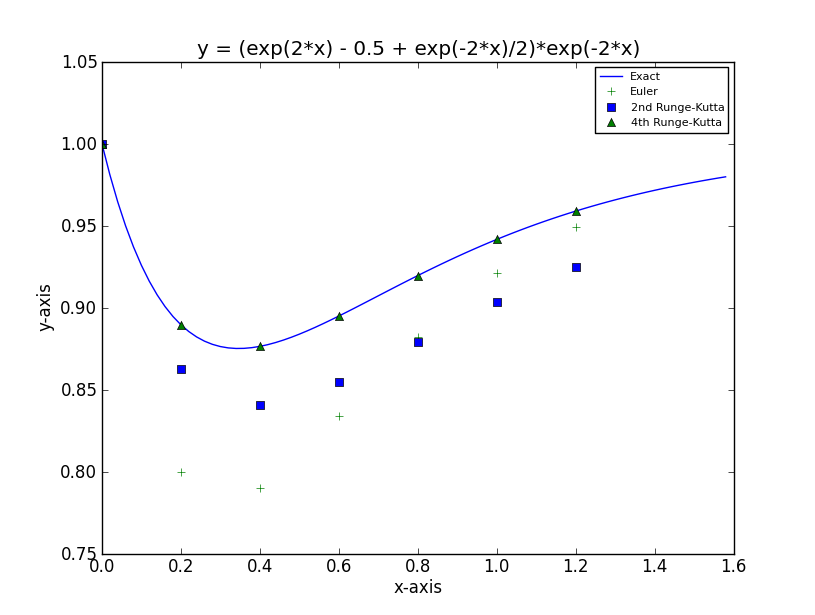 y = (exp(2*x) - 0.5 + exp(-2*x)/2)*exp(-2*x)
1.05
1.00
0.95
0.90
0.85
0.80
0.75
y-axis
Exact
Euler
2nd Runge-Kutta
4th Runge-Kutta
0.0 0.2 0.4 0.6 0.8 1.0 1.2 1.4 1.6
x-axis